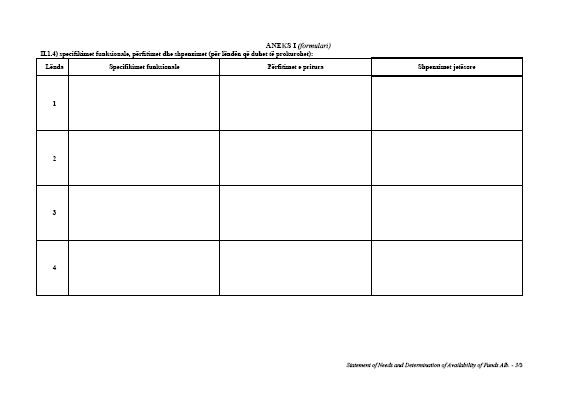 ANEKS I (formulari)
II.1.4) specifikimet funksionale, përfitimet dhe shpenzimet (për lëndën që duhet të prokurohet):
Lënda Specifikimet funksionale Përfitimet e pritura Shpenzimet jetësore
1
2
3
4
Statement of Needs and Determination of Availability of Funds Alb. - 3/3